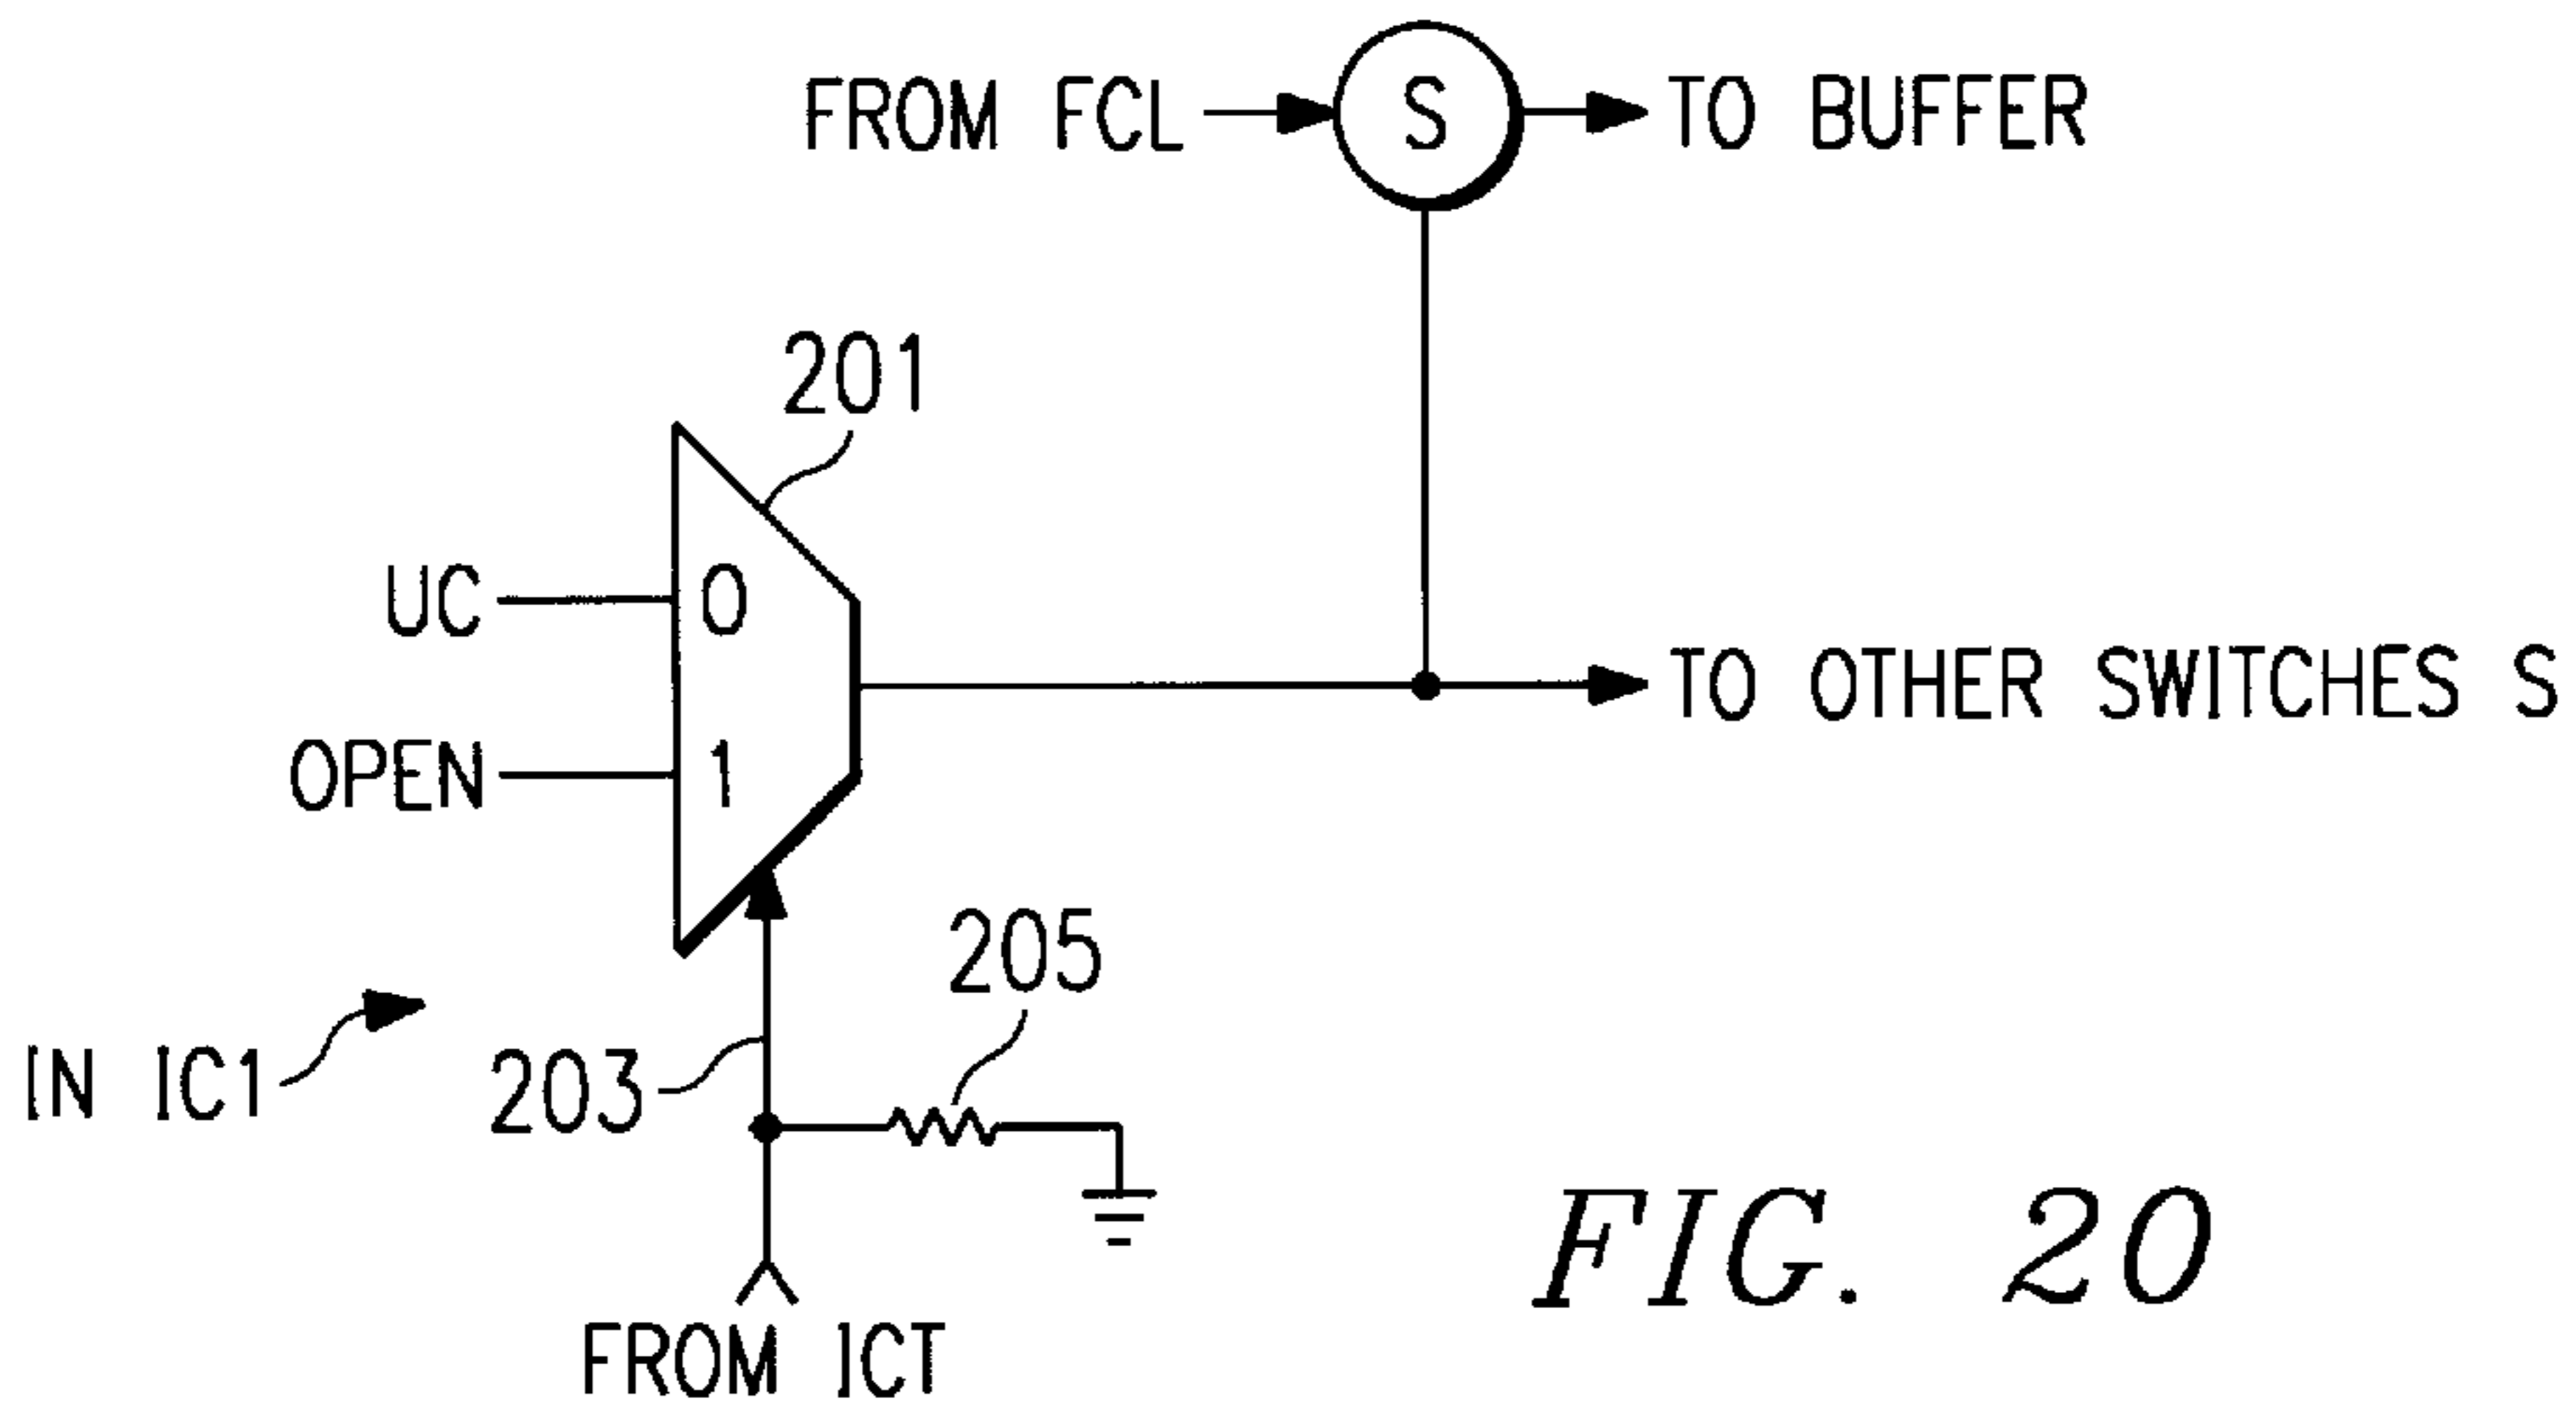 FROM FCL
S
TO BUFFER
201
UC
0
TO OTHER SWITCHES S
OPEN
1
205
IN IC1
203
FROM ICT
FIG. 20